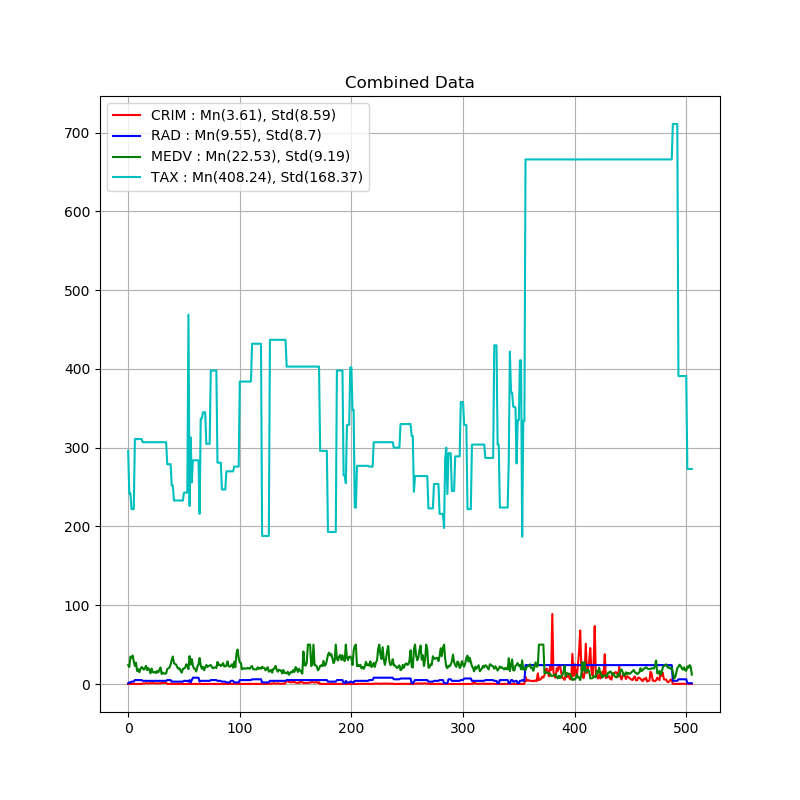 Combined Data
CRIM : Mn(3.61), Std(8.59)
RAD : Mn(9.55), Std(8.7)
MEDV : Mn(22.53), Std(9.19)
TAX : Mn(408.24), Std(168.37)
700
600
500
400
300
200
100
0
0 100 200 300 400 500